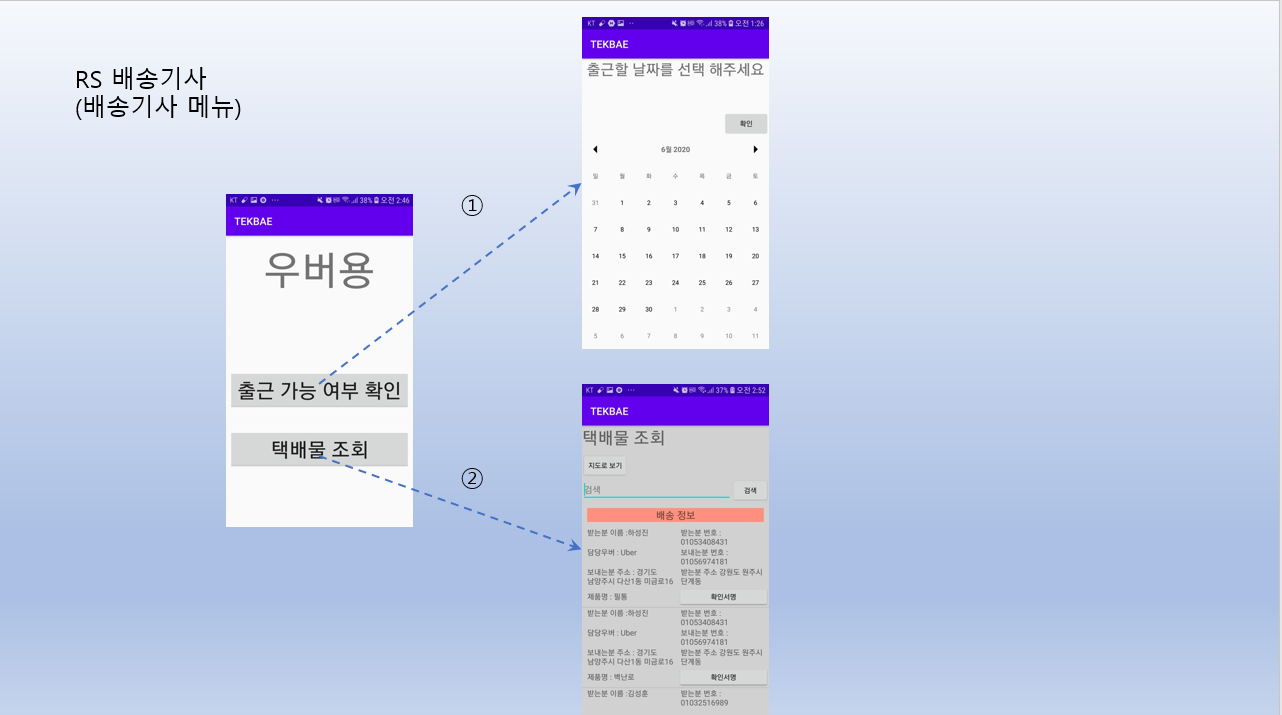 RS 배송기사
(배송기사 메뉴)
KT 38% 오전 2:46
TEKBAE
우버용
출근 가능 여부 확인
택배물 조회
①
②
KT 38% 오전 1:26
TEKBAE
출근할 날짜를 선택 해주세요
확인
6월 2020
일 월 화 수 목 금 토
31 1 2 3 4 5 6
7 8 9 10 11 12 13
14 15 16 17 18 19 20
21 22 23 24 25 26 27
28 29 30 1 2 3 4
5 6 7 8 9 10 11
KT 37% 오전 2:52
TEKBAE
택배물 조회
지도로 보기
검색 검색
배송 정보
받는분 이름 :하성진 받는분 번호 :
01053408431
담당우버 : Uber 보내는분 번호 :
01056974181
보내는분 주소 : 경기도 받는분 주소 강원도 원주시
남양주시 다산1동 미금로16 단계동
제품명 : 필통 확인서명
받는분 이름 :하성진 받는분 번호 :
01053408431
담당우버 : Uber 보내는분 번호 :
01056974181
보내는분 주소 : 경기도 받는분 주소 강원도 원주시
남양주시 다산1동 미금로16 단계동
제품명 : 벽난로 확인서명
받는분 이름 :김성훈 받는분 번호 :
01032516989